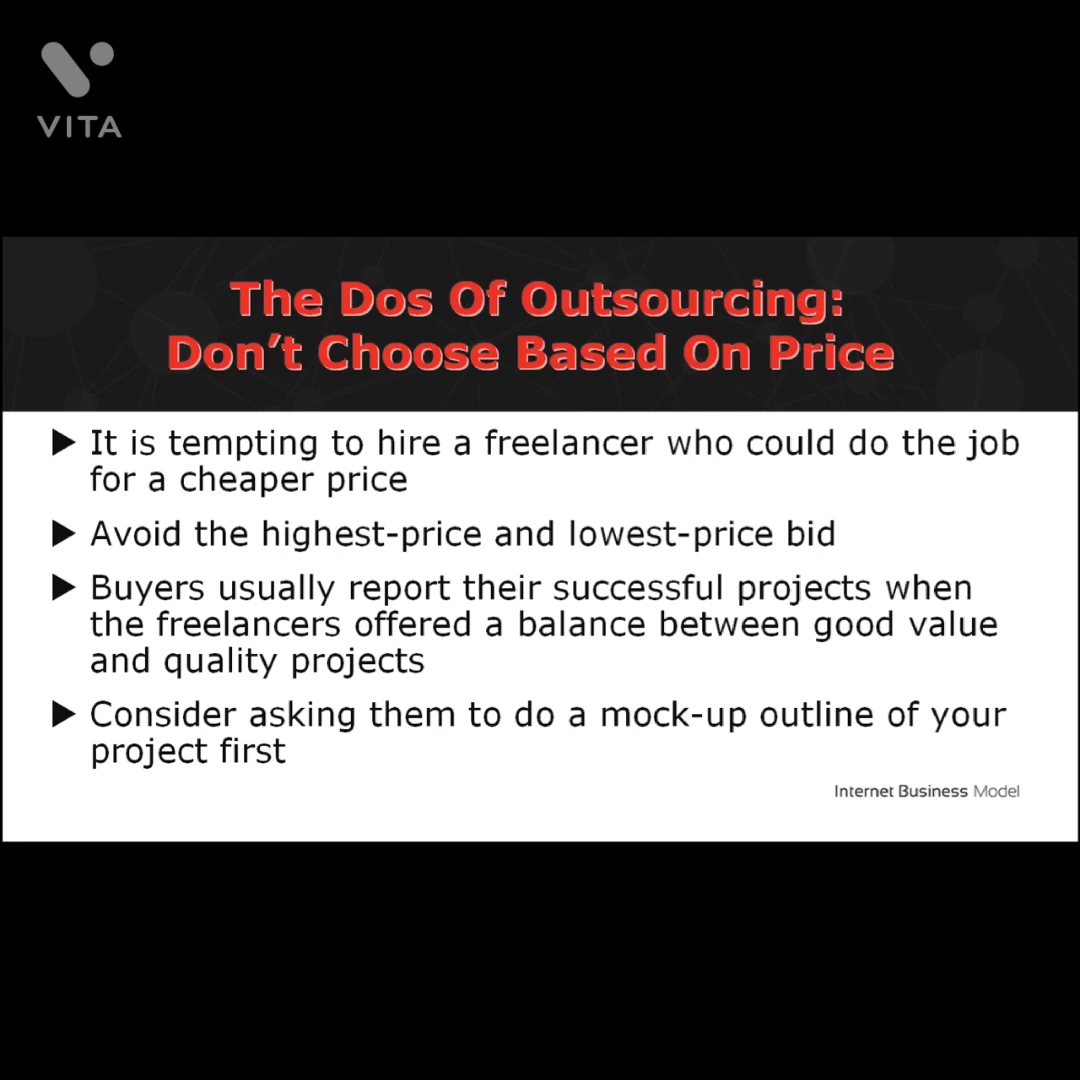 VITA
The Dos Of Outsourcing:
Don’t Choose Based On Price
It is tempting to hire a freelancer who could do the job
for a cheaper price
Avoid the highest-price and lowest-price bid
Buyers usually report their successful projects when
the freelancers offered a balance between good value
and quality projects
Consider asking them to do a mock-up outline of your
project first
Internet Business Model